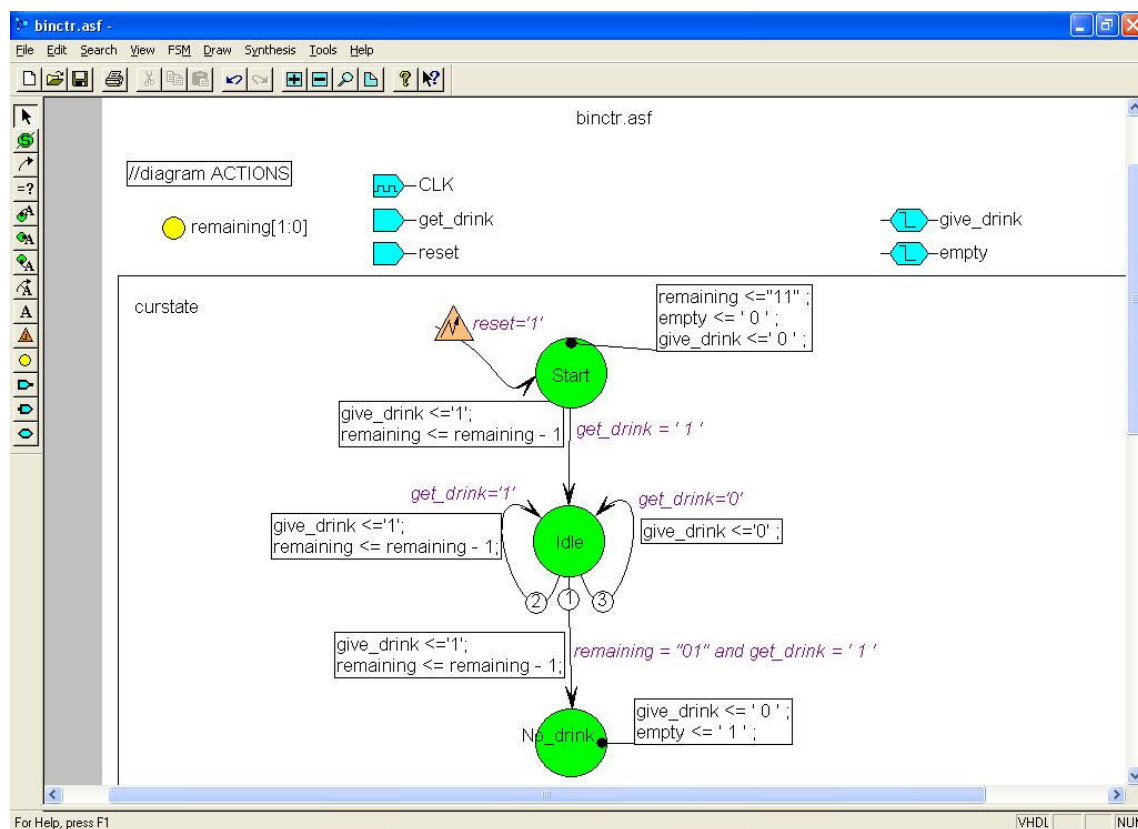 binctr.asf -
File Edit Search View FSM Draw Synthesis Tools Help
binctr.asf
//diagram ACTIONS
remaining[1:0]
CLK
get_drink
reset
give_drink
empty
curstate
reset='1'
remaining <="11" ;
empty <= ' 0 ' ;
give_drink <=' 0 ' ;
Start
give_drink <='1';
remaining <= remaining - 1
get_drink = ' 1 '
get_drink='1'
get_drink='0'
give_drink <='1';
remaining <= remaining - 1;
Idle
give_drink <='0' ;
2
1
3
give_drink <='1';
remaining <= remaining - 1;
remaining = "01" and get_drink = ' 1 '
No_drink
give_drink <= ' 0 ' ;
empty <= ' 1 ' ;
For Help, press F1
VHDL
NUM